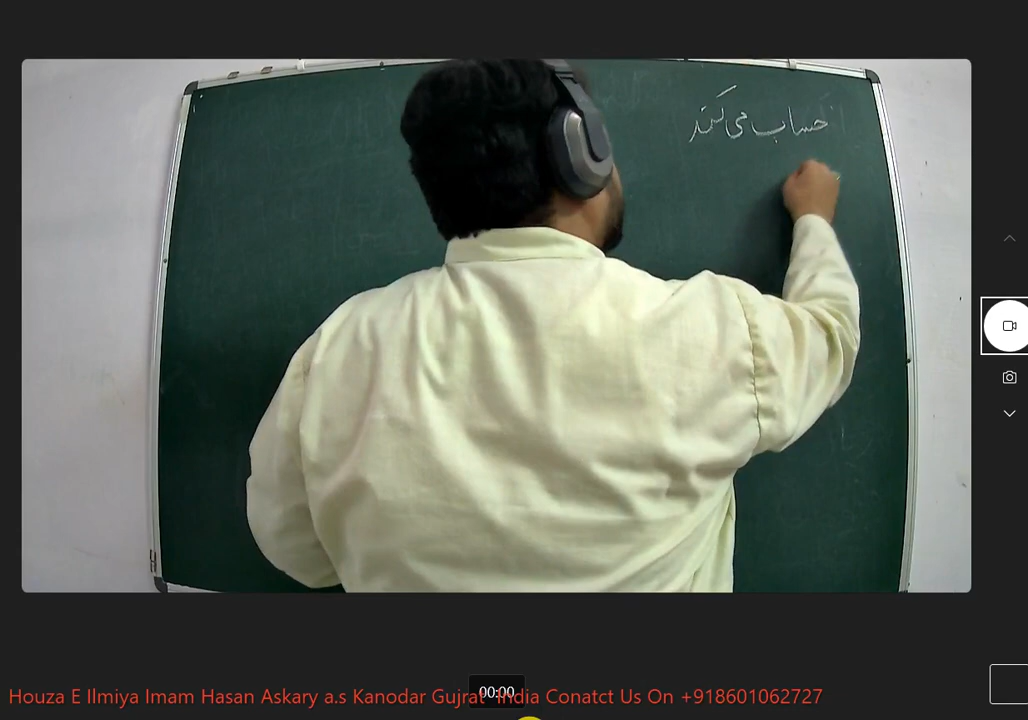 حساب می کند
00:00
Houza E Ilmiya Imam Hasan Askary a.s Kanodar Gujrat India Conatct Us On +918601062727